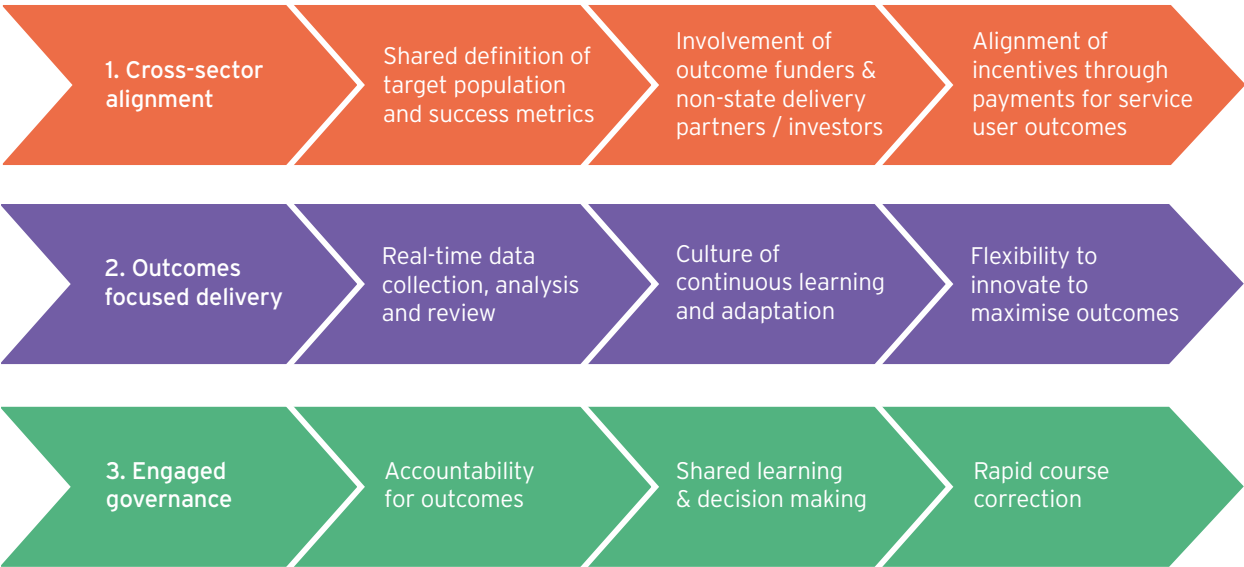 1. Cross-sector
alignment
Shared definition of
target population
and success metrics
Involvement of
outcome funders &
non-state delivery
partners / investors
Alignment of
incentives through
payments for service
user outcomes
2. Outcomes
focused delivery
Real-time data
collection, analysis
and review
Culture of
continuous learning
and adaptation
Flexibility to
innovate to
maximise outcomes
3. Engaged
governance
Accountability
for outcomes
Shared learning
& decision making
Rapid course
correction